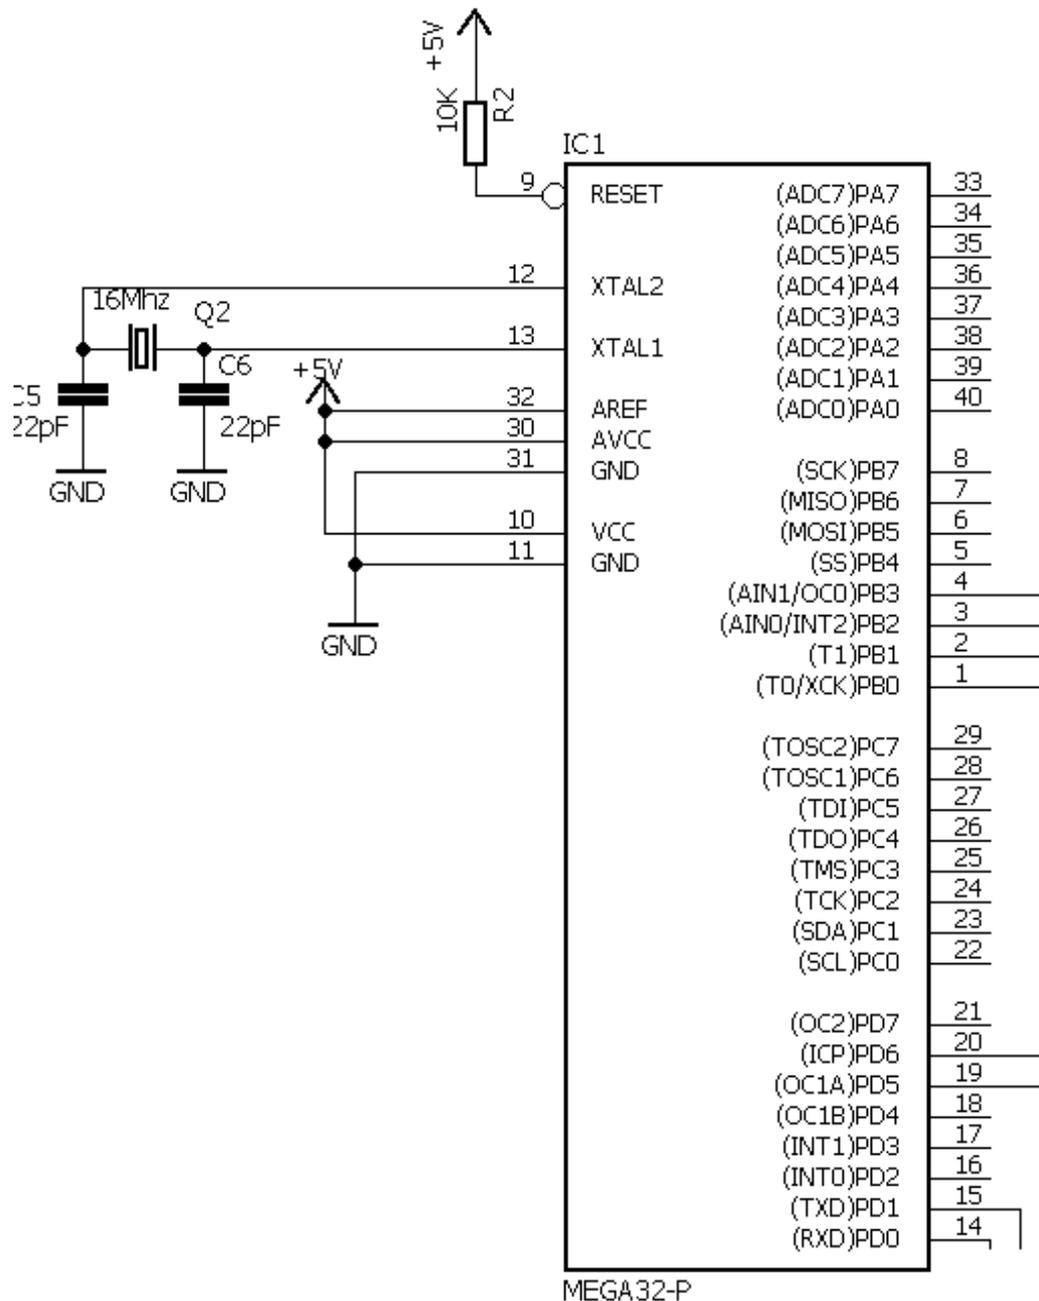 +5V
10K
R2
IC1
9 RESET
12 XTAL2
16Mhz
Q2
13 XTAL1
C5
22pF
C6
22pF
GND
GND
+5V
32 AREF
30 AVCC
31 GND
10 VCC
11 GND
GND
(ADC7)PA7 33
(ADC6)PA6 34
(ADC5)PA5 35
(ADC4)PA4 36
(ADC3)PA3 37
(ADC2)PA2 38
(ADC1)PA1 39
(ADC0)PA0 40
(SCK)PB7 8
(MISO)PB6 7
(MOSI)PB5 6
(SS)PB4 5
(AIN1/OC0)PB3 4
(AIN0/INT2)PB2 3
(T1)PB1 2
(T0/XCK)PB0 1
(TOSC2)PC7 29
(TOSC1)PC6 28
(TDI)PC5 27
(TDO)PC4 26
(TMS)PC3 25
(TCK)PC2 24
(SDA)PC1 23
(SCL)PC0 22
(OC2)PD7 21
(ICP)PD6 20
(OC1A)PD5 19
(OC1B)PD4 18
(INT1)PD3 17
(INT0)PD2 16
(TXD)PD1 15
(RXD)PD0 14
MEGA32-P